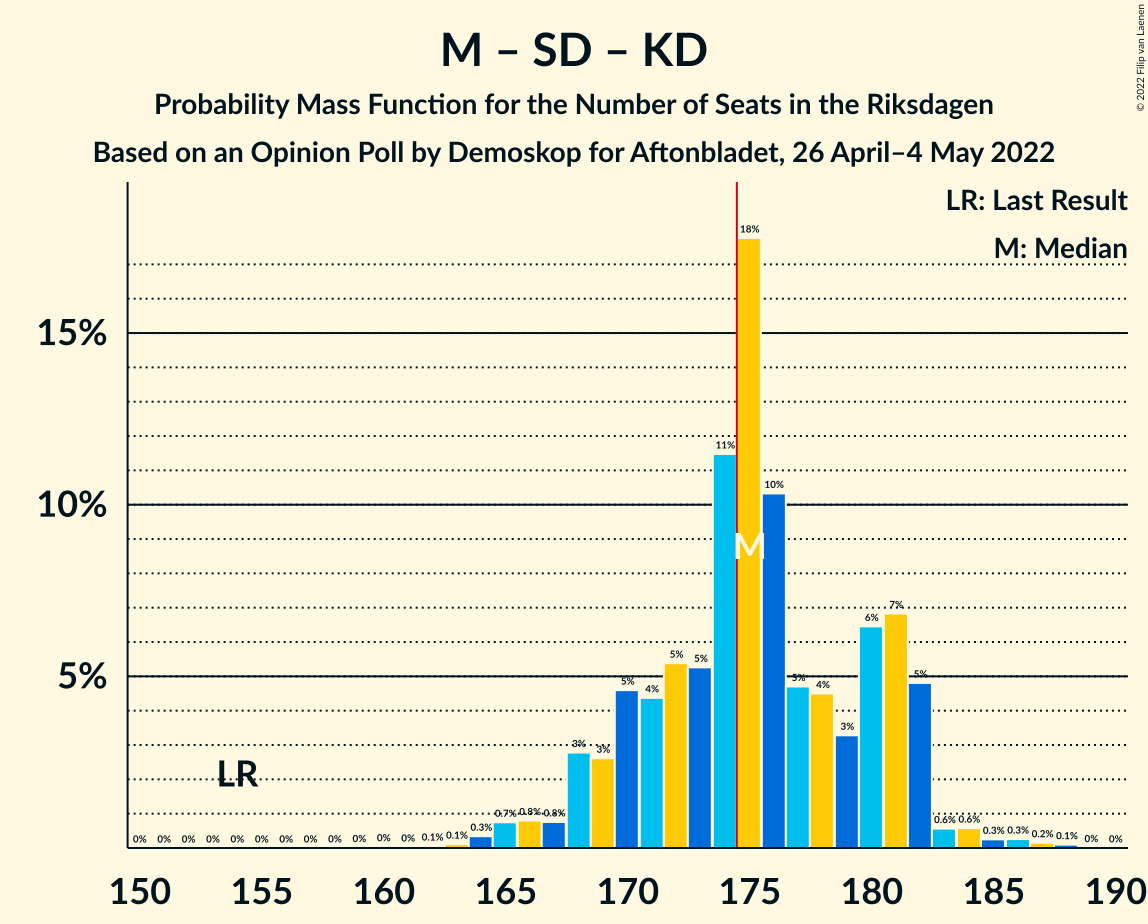 M – SD – KD
Probability Mass Function for the Number of Seats in the Riksdagen
Based on an Opinion Poll by Demoskop for Aftonbladet, 26 April–4 May 2022
© 2022 Filip van Laenen
LR: Last Result
M: Median
15%
10%
5%
LR
M
0% 0% 0% 0% 0% 0% 0% 0% 0% 0% 0% 0% 0.1% 0.1% 0.3% 0.7% 0.8% 0.8% 3% 3% 5% 4% 5% 5% 11% 18% 10% 5% 4% 3% 6% 7% 5% 0.6% 0.6% 0.3% 0.3% 0.2% 0.1% 0% 0%
150 155 160 165 170 175 180 185 190